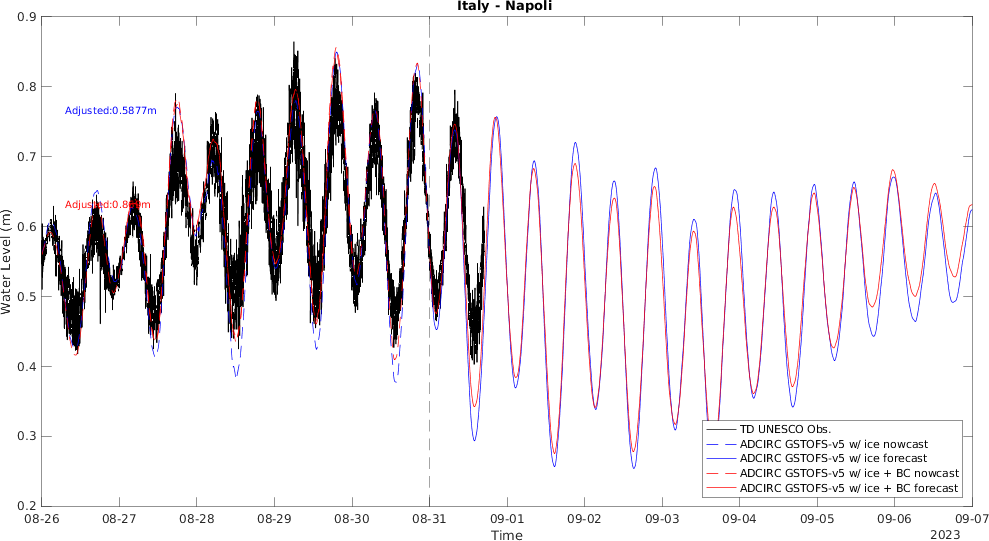 Italy - Napoli
0.9
0.8
0.7
0.6
0.5
0.4
0.3
0.2
Water Level (m)
Adjusted:0.5877m
TD UNESCO Obs.
ADCIRC GSTOFS-v5 w/ ice nowcast
ADCIRC GSTOFS-v5 w/ ice forecast
ADCIRC GSTOFS-v5 w/ ice + BC nowcast
ADCIRC GSTOFS-v5 w/ ice + BC forecast
08-26 08-27 08-28 08-29 08-30 08-31 09-01 09-02 09-03 09-04 09-05 09-06 09-07
Time
2023